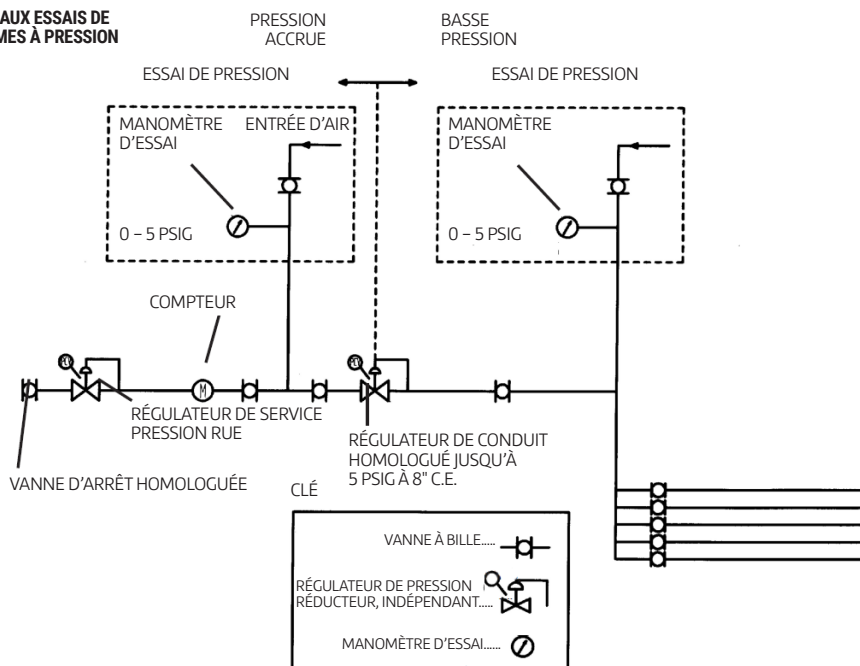 AUX ESSAIS DE
MES À PRESSION
PRESSION
ACCRUE
BASSE
PRESSION
ESSAI DE PRESSION
ESSAI DE PRESSION
MANOMÈTRE
D'ESSAI
ENTRÉE D'AIR
0 – 5 PSIG
MANOMÈTRE
D'ESSAI
0 – 5 PSIG
COMPTEUR
M
RÉGULATEUR DE SERVICE
PRESSION RUE
RÉGULATEUR DE CONDUIT
HOMOLOGUÉ JUSQU'À
5 PSIG À 8" C.E.
VANNE D'ARRÊT HOMOLOGUÉE
CLÉ
VANNE À BILLE.....
RÉGULATEUR DE PRESSION
RÉDUCTEUR, INDÉPENDANT.....
MANOMÈTRE D'ESSAI......